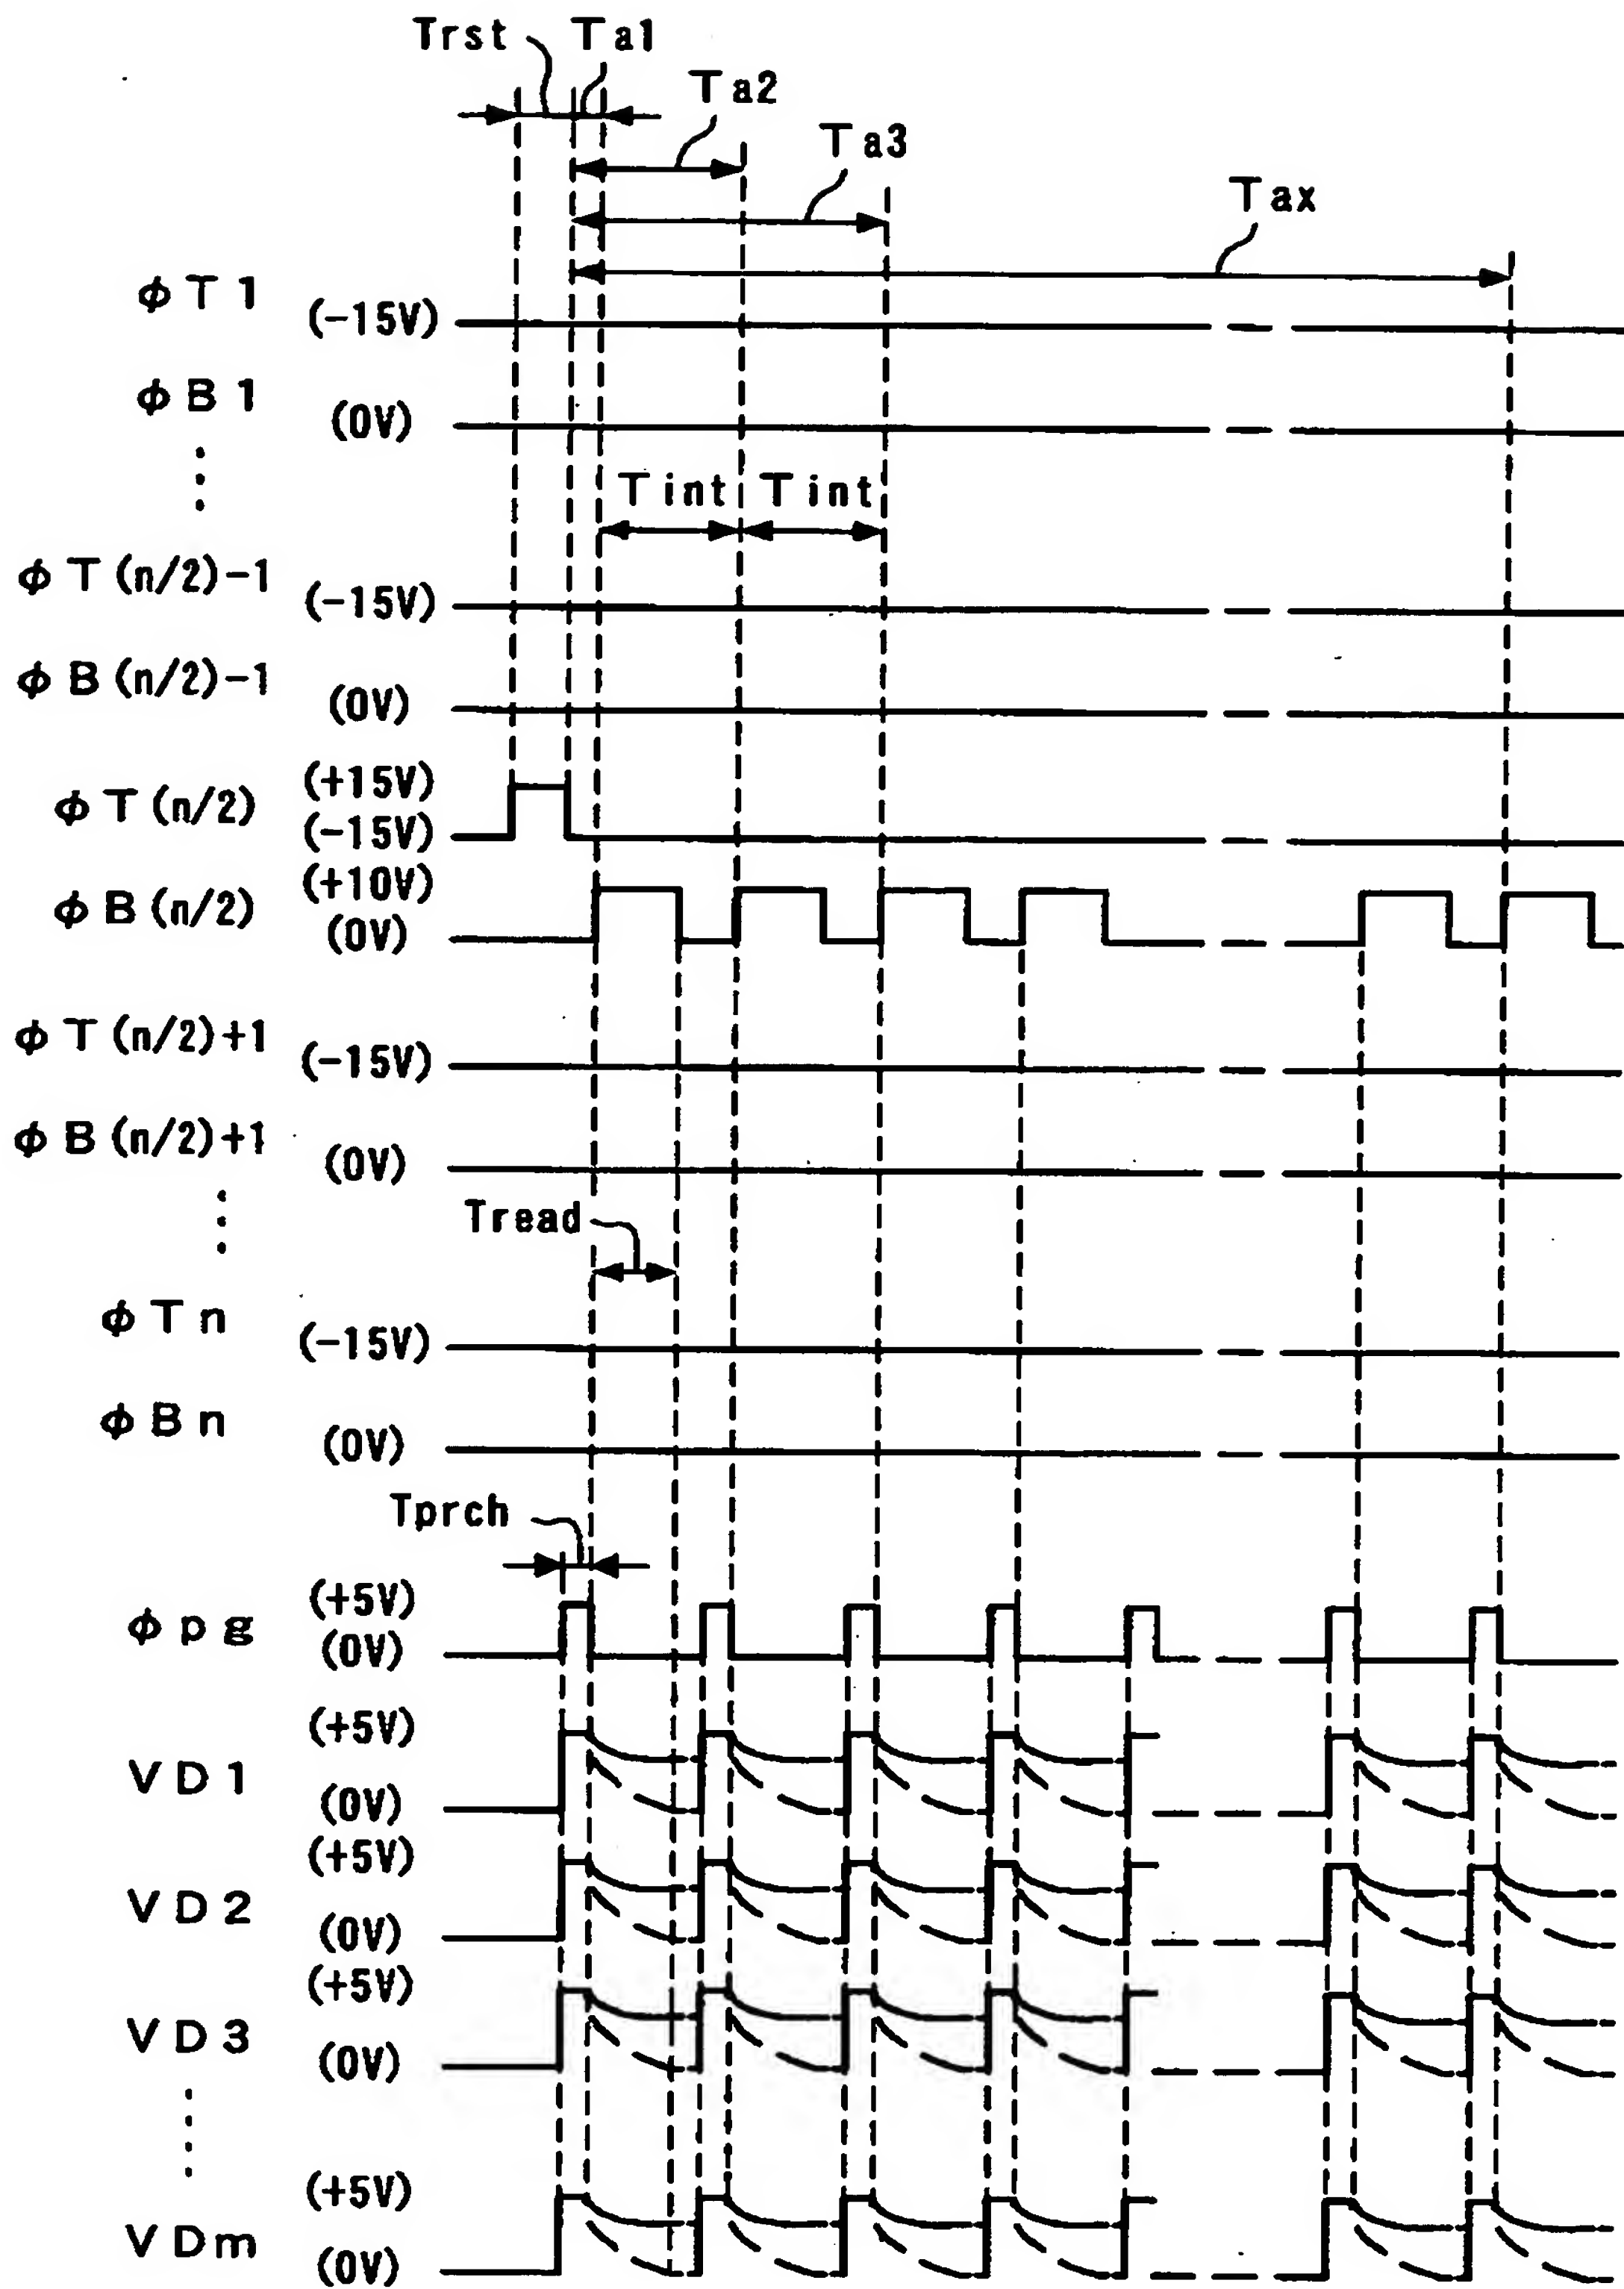 Trst Ta1
Ta2
Ta3
Tax
φT1 (-15V)
φB1 (0V)
Tint Tint
φT(n/2)-1 (-15V)
φB(n/2)-1 (0V)
φT(n/2) (+15V)
(-15V)
φB(n/2) (+10V)
(0V)
φT(n/2)+1 (-15V)
φB(n/2)+1 (0V)
Tread
φTn (-15V)
φBn (0V)
Tprch
φpg (+5V)
(0V)
VD1 (+5V)
(0V)
VD2 (+5V)
(0V)
VD3 (+5V)
(0V)
VDm (+5V)
(0V)